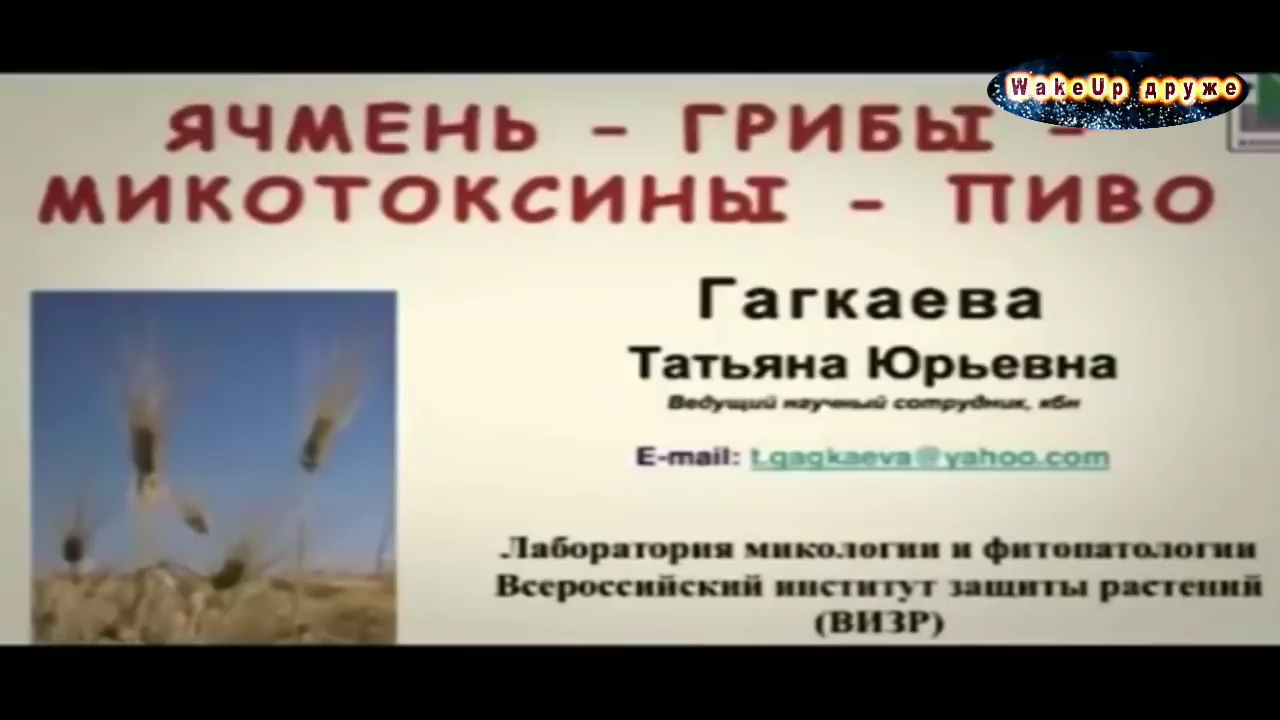 WakeUp друже
ЯЧМЕНЬ – ГРИБЫ –
МИКОТОКСИНЫ – ПИВО
Гагкаева
Татьяна Юрьевна
Ведущий научный сотрудник, кбн
E-mail: t.gagkaeva@yahoo.com
Лаборатория микологии и фитопатологии
Всероссийский институт защиты растений
(ВИЗР)